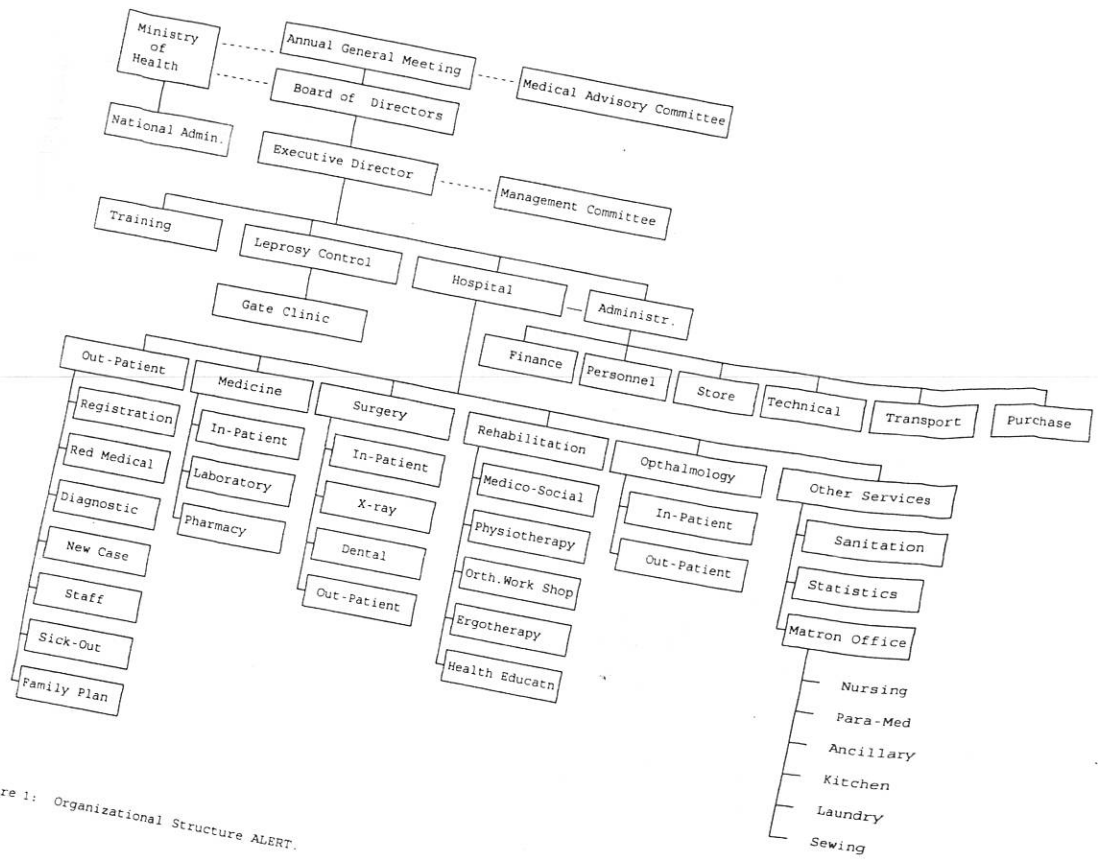 Ministry
of
Health
Annual General Meeting
Medical Advisory Committee
Board of Directors
National Admin.
Executive Director
Management Committee
Training
Leprosy Control
Hospital
Administr.
Gate Clinic
Finance
Personnel
Store
Technical
Transport
Purchase
Out-Patient
Registration
Red Medical
Diagnostic
New Case
Staff
Sick-Out
Family Plan
Medicine
In-Patient
Laboratory
Pharmacy
Surgery
In-Patient
X-ray
Dental
Out-Patient
Rehabilitation
Medico-Social
Physiotherapy
Orth.Work Shop
Ergotherapy
Health Educatn
Opthalmology
In-Patient
Out-Patient
Other Services
Sanitation
Statistics
Matron Office
Nursing
Para-Med
Ancillary
Kitchen
Laundry
Sewing
re 1: Organizational Structure ALERT.